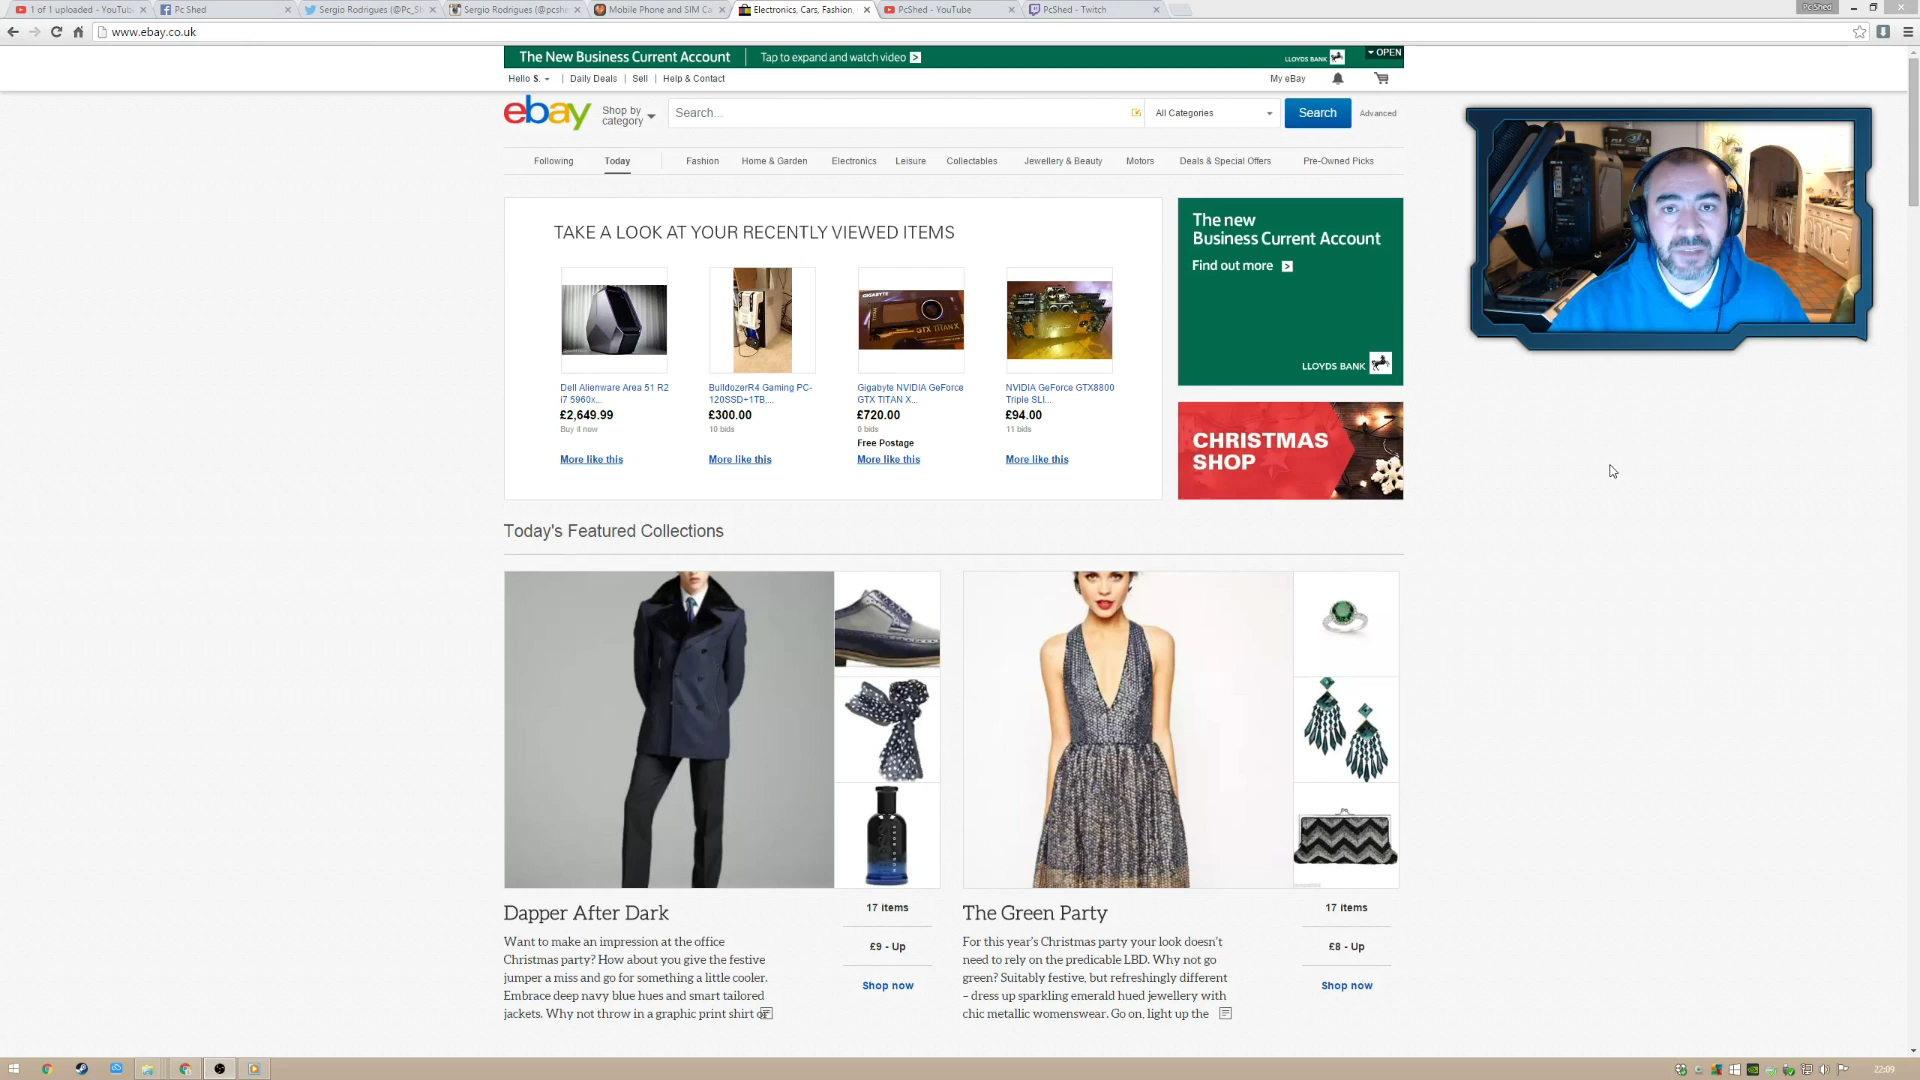 1 of 1 uploaded - YouTub
Pc Shed
Sergio Rodrigues (@Pc_Sh
Sergio Rodrigues (@pcshe
Mobile Phone and SIM Ca
Electronics, Cars, Fashion,
PcShed - YouTube
PcShed - Twitch
Pc Shed
www.ebay.co.uk
The New Business Current Account
Tap to expand and watch video
LLOYDS BANK
OPEN
Hello S.
Daily Deals
Sell
Help & Contact
My eBay
ebay
Shop by
category
Search...
All Categories
Search
Advanced
Following
Today
Fashion
Home & Garden
Electronics
Leisure
Collectables
Jewellery & Beauty
Motors
Deals & Special Offers
Pre-Owned Picks
TAKE A LOOK AT YOUR RECENTLY VIEWED ITEMS
GIGABYTE
GTX TITAN X
Dell Alienware Area 51 R2
i7 5960x...
£2,649.99
Buy it now
More like this
BulldozerR4 Gaming PC-
120SSD+1TB,...
£300.00
10 bids
More like this
Gigabyte NVIDIA GeForce
GTX TITAN X...
£720.00
0 bids
Free Postage
More like this
NVIDIA GeForce GTX8800
Triple SLI...
£94.00
11 bids
More like this
The new
Business Current Account
Find out more
LLOYDS BANK
CHRISTMAS
SHOP
Today's Featured Collections
Dapper After Dark
Want to make an impression at the office
Christmas party? How about you give the festive
jumper a miss and go for something a little cooler.
Embrace deep navy blue hues and smart tailored
jackets. Why not throw in a graphic print shirt o
17 items
£9 - Up
Shop now
The Green Party
For this year's Christmas party your look doesn't
need to rely on the predicable LBD. Why not go
green? Suitably festive, but refreshingly different
– dress up sparkling emerald hued jewellery with
chic metallic womenswear. Go on, light up the
17 items
£8 - Up
Shop now
22:09